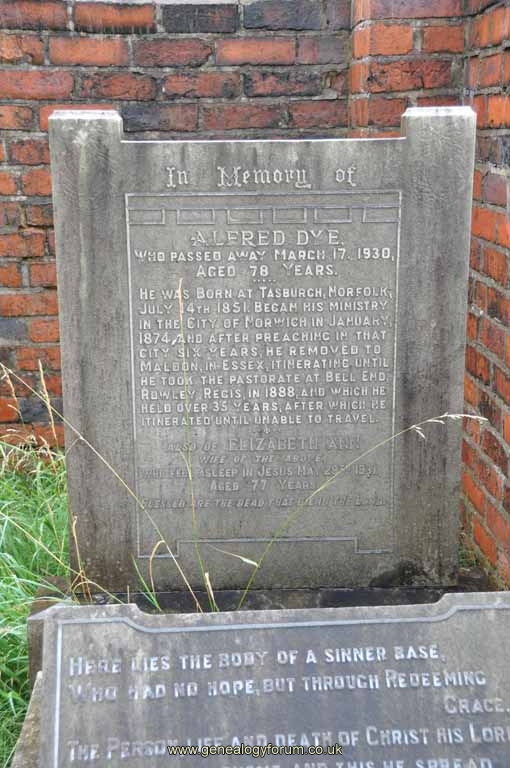 In Memory of
ALFRED DYE.
WHO PASSED AWAY MARCH 17, 1930,
AGED 78 YEARS.
HE WAS BORN AT TASBURGH, NORFOLK,
JULY 14TH 1851. BEGAN HIS MINISTRY
IN THE CITY OF NORWICH IN JANUARY,
1874, AND AFTER PREACHING IN THAT
CITY SIX YEARS, HE REMOVED TO
MALDON, IN ESSEX, ITINERATING UNTIL
HE TOOK THE PASTORATE AT BELL END,
ROWLEY REGIS, IN 1888, AND WHICH HE
HELD OVER 35 YEARS, AFTER WHICH HE
ITINERATED UNTIL UNABLE TO TRAVEL.
ALSO OF ELIZABETH ANN
WIFE OF THE ABOVE,
WHO FELL ASLEEP IN JESUS MAY
AGED 77 YEARS
BLESSED ARE THE DEAD THAT DIE IN THE LORD.
HERE LIES THE BODY OF A SINNER BASE,
WHO HAD NO HOPE, BUT THROUGH REDEEMING
GRACE.
THE PERSON LIFE AND DEATH OF CHRIST HIS LORD
AND THIS HE SPREAD
www.genealogyforum.co.uk